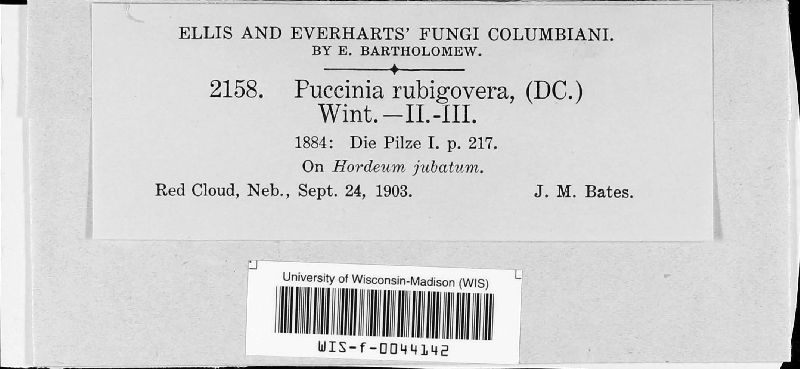 ELLIS AND EVERHARTS' FUNGI COLUMBIANI.
BY E. BARTHOLOMEW.
2158. Puccinia rubigovera, (DC.)
Wint.—II.-III.
1884: Die Pilze I. p. 217.
On Hordeum jubatum.
Red Cloud, Neb., Sept. 24, 1903. J. M. Bates.
University of Wisconsin-Madison (WIS)
WIS-f-0044142